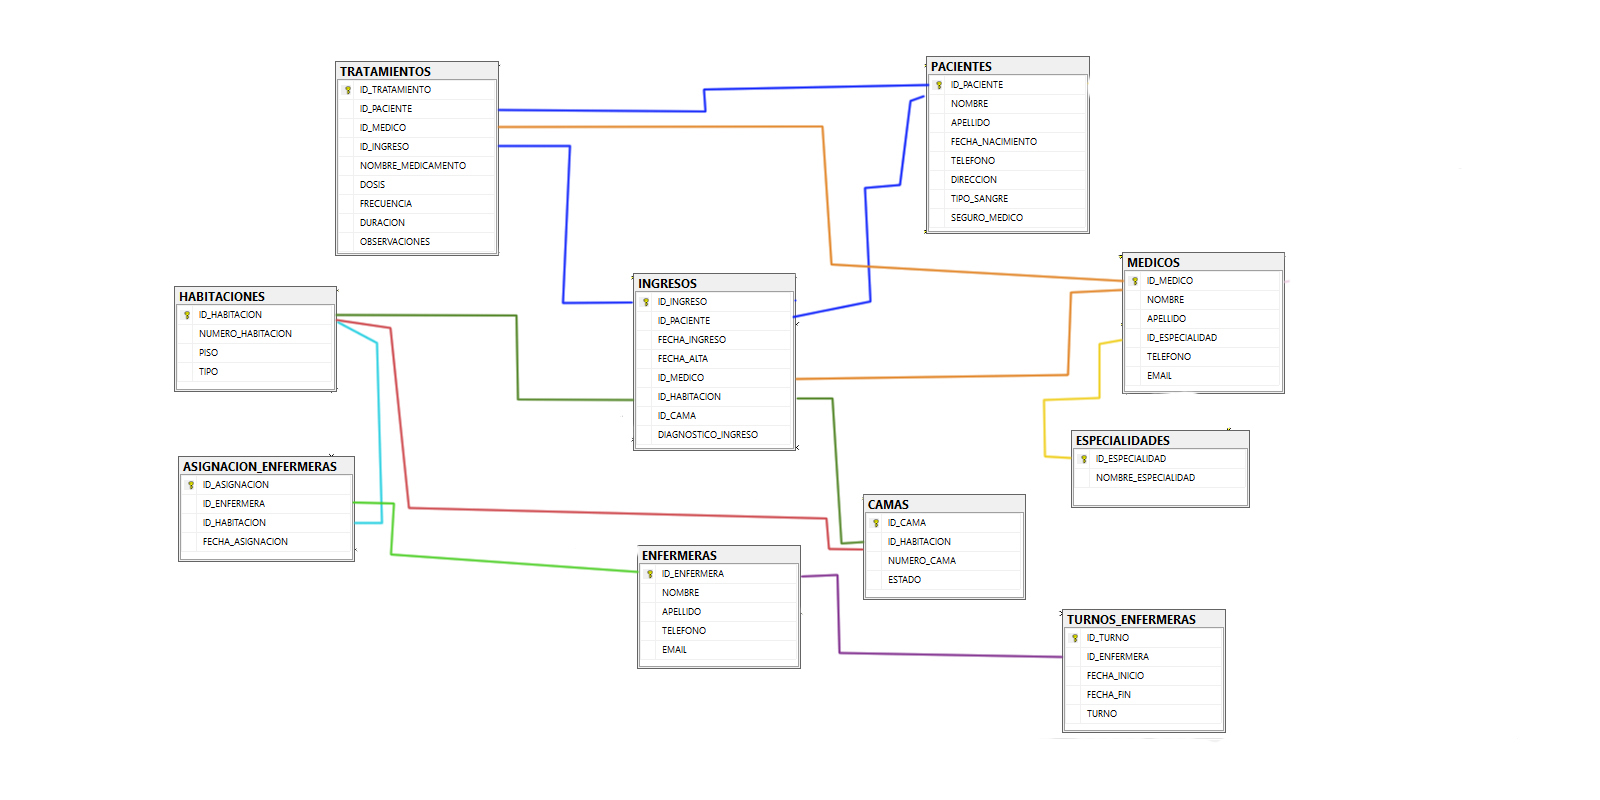 TRATAMIENTOS
ID_TRATAMIENTO
ID_PACIENTE
ID_MEDICO
ID_INGRESO
NOMBRE_MEDICAMENTO
DOSIS
FRECUENCIA
DURACION
OBSERVACIONES
PACIENTES
ID_PACIENTE
NOMBRE
APELLIDO
FECHA_NACIMIENTO
TELEFONO
DIRECCION
TIPO_SANGRE
SEGURO_MEDICO
HABITACIONES
ID_HABITACION
NUMERO_HABITACION
PISO
TIPO
INGRESOS
ID_INGRESO
ID_PACIENTE
FECHA_INGRESO
FECHA_ALTA
ID_MEDICO
ID_HABITACION
ID_CAMA
DIAGNOSTICO_INGRESO
MEDICOS
ID_MEDICO
NOMBRE
APELLIDO
ID_ESPECIALIDAD
TELEFONO
EMAIL
ESPECIALIDADES
ID_ESPECIALIDAD
NOMBRE_ESPECIALIDAD
ASIGNACION_ENFERMERAS
ID_ASIGNACION
ID_ENFERMERA
ID_HABITACION
FECHA_ASIGNACION
CAMAS
ID_CAMA
ID_HABITACION
NUMERO_CAMA
ESTADO
ENFERMERAS
ID_ENFERMERA
NOMBRE
APELLIDO
TELEFONO
EMAIL
TURNOS_ENFERMERAS
ID_TURNO
ID_ENFERMERA
FECHA_INICIO
FECHA_FIN
TURNO